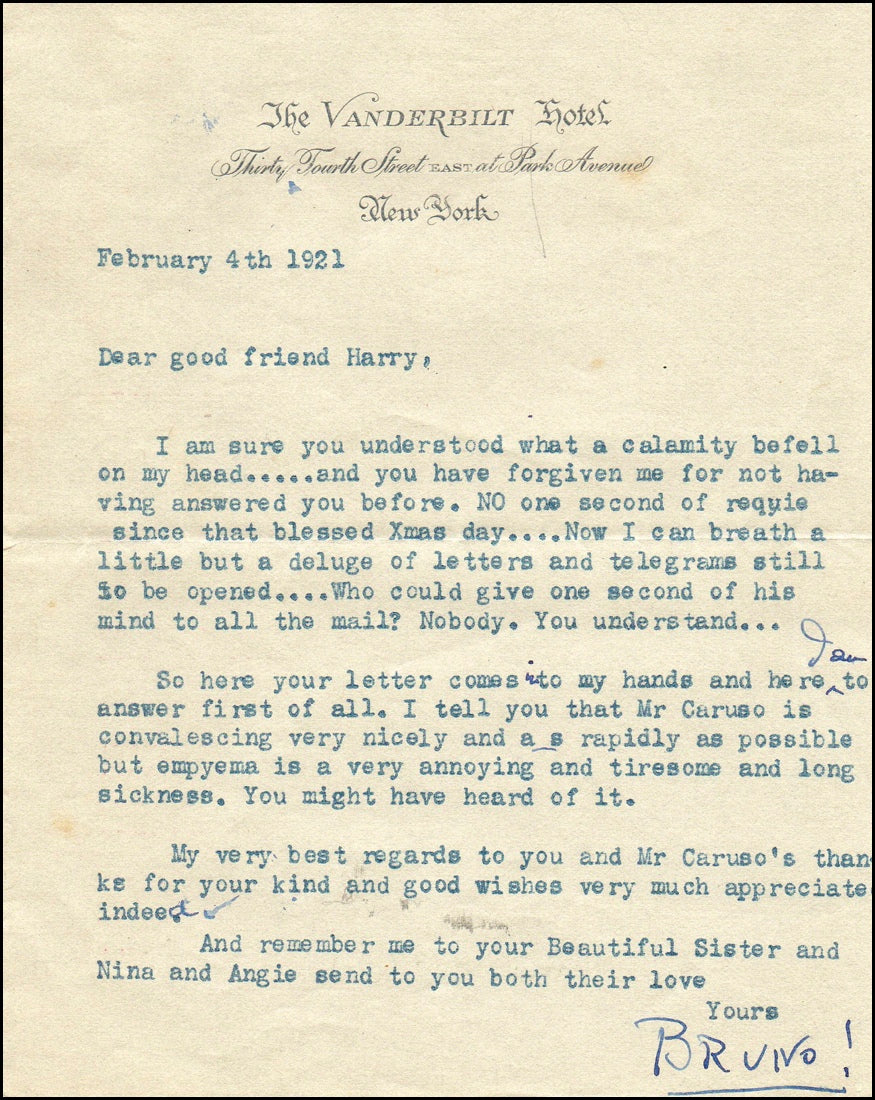 The VANDERBILT Hotel
Thirty Fourth Street EAST at Park Avenue
New York
February 4th 1921
Dear good friend Harry,
I am sure you understood what a calamity befell
on my head.....and you have forgiven me for not ha-
ving answered you before. NO one second of requie
since that blessed Xmas day....Now I can breath a
little but a deluge of letters and telegrams still
to be opened....Who could give one second of his
mind to all the mail? Nobody. You understand...
So here your letter comes into my hands and here I am to
answer first of all. I tell you that Mr Caruso is
convalescing very nicely and a s rapidly as possible
but empyema is a very annoying and tiresome and long
sickness. You might have heard of it.
My very best regards to you and Mr Caruso's than
ks for your kind and good wishes very much appreciate
indeed.
And remember me to your Beautiful Sister and
Nina and Angie send to you both their love
Yours
BRUNO!